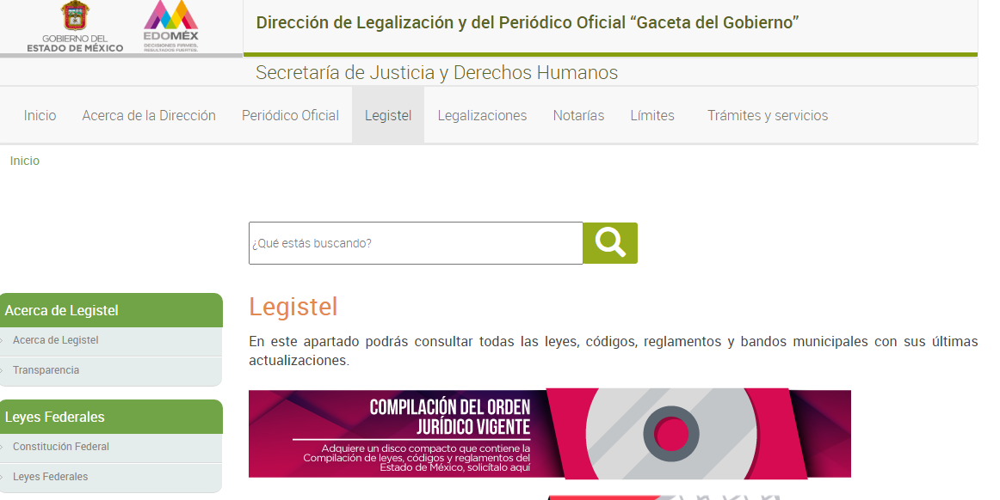 GOBIERNO DEL
ESTADO DE MÉXICO
EDOMÉX
DECISIONES FIRMES,
RESULTADOS FUERTES.
Dirección de Legalización y del Periódico Oficial “Gaceta del Gobierno”
Secretaría de Justicia y Derechos Humanos
Inicio Acerca de la Dirección Periódico Oficial Legistel Legalizaciones Notarías Límites Trámites y servicios
Inicio
¿Qué estás buscando?
Acerca de Legistel
Acerca de Legistel
Transparencia
Leyes Federales
Constitución Federal
Leyes Federales
Legistel
En este apartado podrás consultar todas las leyes, códigos, reglamentos y bandos municipales con sus últimas
actualizaciones.
COMPILACIÓN DEL ORDEN
JURÍDICO VIGENTE
Adquiere un disco compacto que contiene la
Compilación de leyes, códigos y reglamentos del
Estado de México, solicítalo aquí